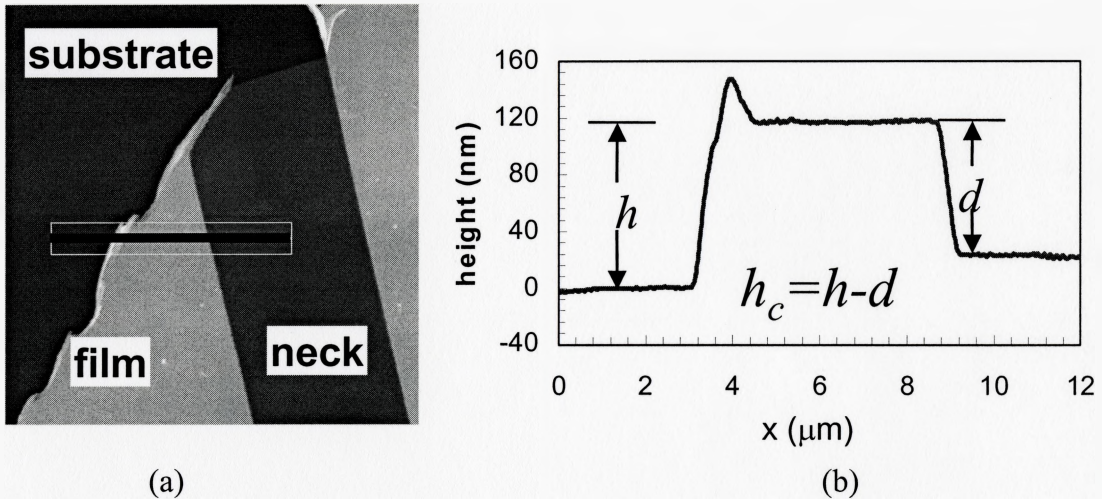 substrate
film
neck
(a)
height (nm)
160
120
80
40
0
-40
h
d
h_c=h-d
0 2 4 6 8 10 12
x (μm)
(b)